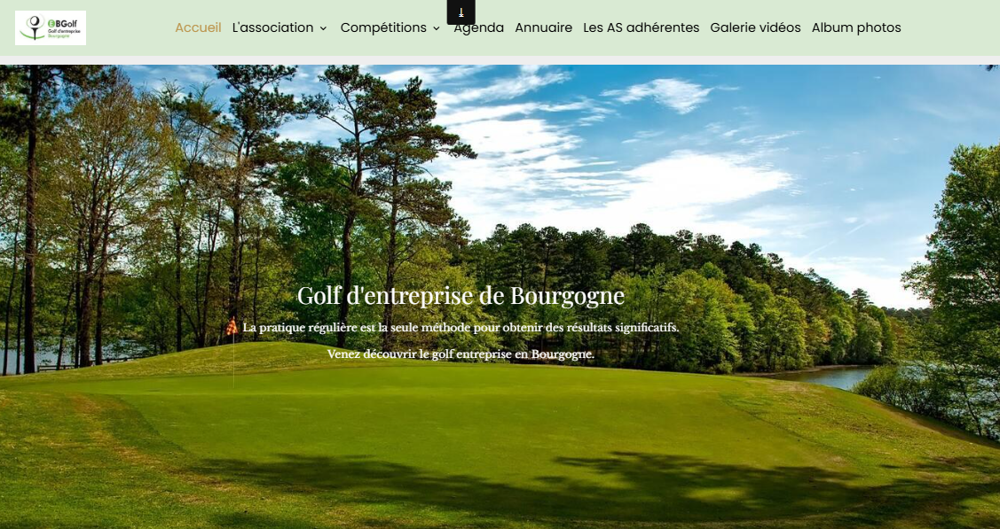 BGolf
Golf d'entreprise
Bourgogne
Accueil L'association Compétitions Agenda Annuaire Les AS adhérentes Galerie vidéos Album photos
Golf d'entreprise de Bourgogne
La pratique régulière est la seule méthode pour obtenir des résultats significatifs.
Venez découvrir le golf entreprise en Bourgogne.